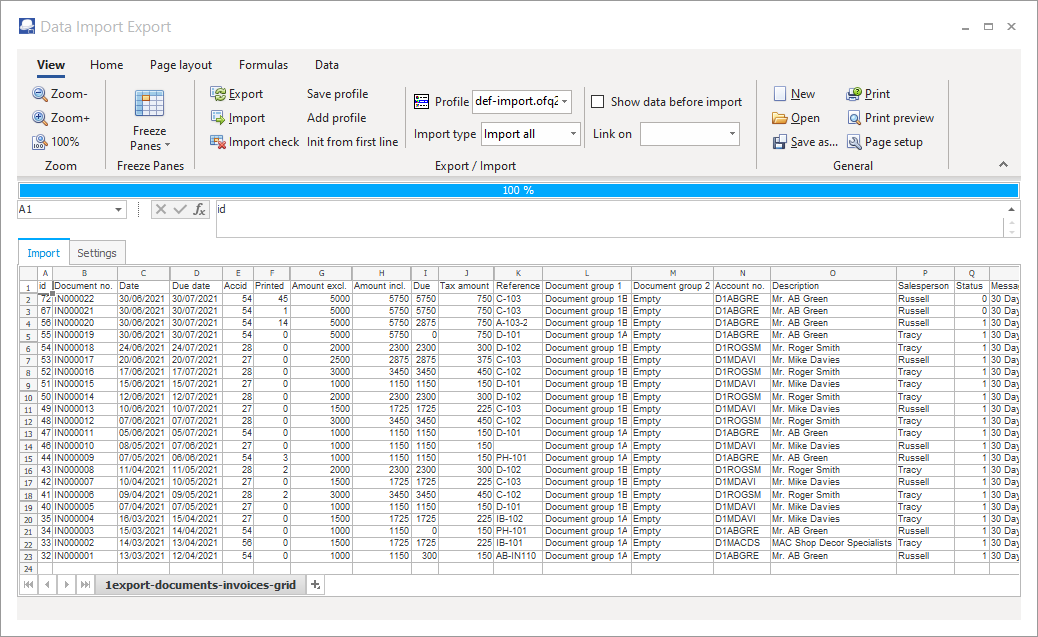 Data Import Export
View Home Page layout Formulas Data
Zoom- Export Save profile Profile def-import.ofq2 Show data before import New Print
Zoom+ Freeze Panes Import Add profile Open Print preview
100% Import check Init from first line Import type Import all Link on Save as... Page setup
Zoom Freeze Panes Export / Import General
100 %
A1 fx id
Import Settings
A B C D E F G H I J K L M N O P Q
1 id Document no. Date Due date Accid Printed Amount excl. Amount incl. Due Tax amount Reference Document group 1 Document group 2 Account no. Description Salesperson Status Messa
2 72 IN000022 30/06/2021 30/07/2021 54 45 5000 5750 5750 750 C-103 Document group 1B Empty D1ABGRE Mr. AB Green Russell 0 30 Day
3 67 IN000021 30/06/2021 30/07/2021 54 1 5000 5750 5750 750 C-103 Document group 1B Empty D1ABGRE Mr. AB Green Russell 0 30 Day
4 56 IN000020 30/06/2021 30/07/2021 54 14 5000 5750 2875 750 A-103-2 Document group 1B Empty D1ABGRE Mr. AB Green Russell 1 30 Day
5 55 IN000019 30/06/2021 30/07/2021 54 0 5000 5750 0 750 D-101 Document group 1A Empty D1ABGRE Mr. AB Green Tracy 1 30 Day
6 54 IN000018 24/06/2021 24/07/2021 28 0 2000 2300 2300 300 D-102 Document group 1B Empty D1ROGSM Mr. Roger Smith Tracy 1 30 Day
7 53 IN000017 20/06/2021 20/07/2021 27 0 2500 2875 2875 375 C-103 Document group 1B Empty D1MDAVI Mr. Mike Davies Russell 1 30 Day
8 52 IN000016 17/06/2021 17/07/2021 28 0 3000 3450 3450 450 C-102 Document group 1B Empty D1ROGSM Mr. Roger Smith Tracy 1 30 Day
9 51 IN000015 15/06/2021 15/07/2021 27 0 1000 1150 1150 150 D-101 Document group 1A Empty D1MDAVI Mr. Mike Davies Tracy 1 30 Day
10 50 IN000014 12/06/2021 12/07/2021 28 0 2000 2300 2300 300 D-102 Document group 1B Empty D1ROGSM Mr. Roger Smith Tracy 1 30 Day
11 49 IN000013 10/06/2021 10/07/2021 27 0 1500 1725 1725 225 C-103 Document group 1B Empty D1MDAVI Mr. Mike Davies Russell 1 30 Day
12 48 IN000012 07/06/2021 07/07/2021 28 0 3000 3450 3450 450 C-102 Document group 1B Empty D1ROGSM Mr. Roger Smith Tracy 1 30 Day
13 47 IN000011 05/06/2021 05/07/2021 54 0 1000 1150 1150 150 D-101 Document group 1A Empty D1ABGRE Mr. AB Green Tracy 1 30 Day
14 46 IN000010 08/05/2021 07/06/2021 27 0 1000 1150 1150 150 Document group 1A Empty D1MDAVI Mr. Mike Davies Russell 1 30 Day
15 44 IN000009 07/05/2021 06/06/2021 54 3 1000 1150 1150 150 PH-101 Document group 1A Empty D1ABGRE Mr. AB Green Russell 1 30 Day
16 43 IN000008 11/04/2021 11/05/2021 28 2 2000 2300 2300 300 D-102 Document group 1B Empty D1ROGSM Mr. Roger Smith Tracy 1 30 Day
17 42 IN000007 10/04/2021 10/05/2021 27 0 1500 1725 1725 225 C-103 Document group 1B Empty D1MDAVI Mr. Mike Davies Russell 1 30 Day
18 41 IN000006 09/04/2021 09/05/2021 28 2 3000 3450 3450 450 C-102 Document group 1B Empty D1ROGSM Mr. Roger Smith Tracy 1 30 Day
19 40 IN000005 07/04/2021 07/05/2021 27 0 1000 1150 1150 150 D-101 Document group 1B Empty D1MDAVI Mr. Mike Davies Tracy 1 30 Day
20 35 IN000004 16/03/2021 15/04/2021 27 0 1500 1725 1725 225 IB-102 Document group 1A Empty D1MDAVI Mr. Mike Davies Tracy 1 30 Day
21 34 IN000003 15/03/2021 14/04/2021 54 0 1000 1150 0 150 PH-101 Document group 1A Empty D1ABGRE Mr. AB Green Russell 1 30 Day
22 33 IN000002 14/03/2021 13/04/2021 56 0 1500 1725 1725 225 IB-101 Document group 1A Empty D1MACDS MAC Shop Decor Specialists Tracy 1 30 Day
23 32 IN000001 13/03/2021 12/04/2021 54 0 1000 1150 300 150 AB-IN110 Document group 1A Empty D1ABGRE Mr. AB Green Russell 1 30 Day
24
1export-documents-invoices-grid